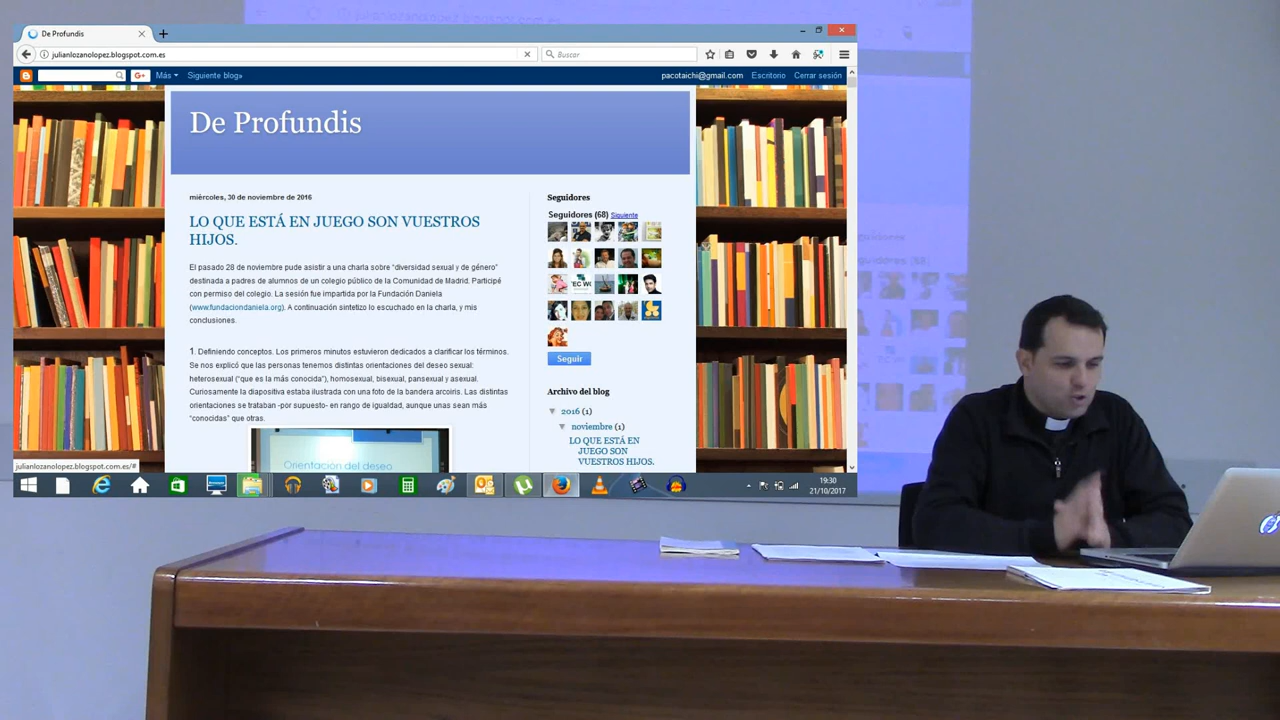 De Profundis
julianlozanolopez.blogspot.com.es
Buscar
G+
Más
Siguiente blog»
pacotaichi@gmail.com
Escritorio
Cerrar sesión
De Profundis
miércoles, 30 de noviembre de 2016
LO QUE ESTÁ EN JUEGO SON VUESTROS
HIJOS.
El pasado 28 de noviembre pude asistir a una charla sobre “diversidad sexual y de género”
destinada a padres de alumnos de un colegio público de la Comunidad de Madrid. Participé
con permiso del colegio. La sesión fue impartida por la Fundación Daniela
(www.fundaciondaniela.org). A continuación sintetizo lo escuchado en la charla, y mis
conclusiones.
1. Definiendo conceptos. Los primeros minutos estuvieron dedicados a clarificar los términos.
Se nos explicó que las personas tenemos distintas orientaciones del deseo sexual:
heterosexual (“que es la más conocida”), homosexual, bisexual, pansexual y asexual.
Curiosamente la diapositiva estaba ilustrada con una foto de la bandera arcoiris. Las distintas
orientaciones se trataban -por supuesto- en rango de igualdad, aunque unas sean más
“conocidas” que otras.
Orientación del deseo
Seguidores
Seguidores (68) Siguiente
Seguir
Archivo del blog
2016 (1)
noviembre (1)
LO QUE ESTÁ EN
JUEGO SON
VUESTROS HIJOS.
julianlozanolopez.blogspot.com.es/#
19:30
21/10/2017